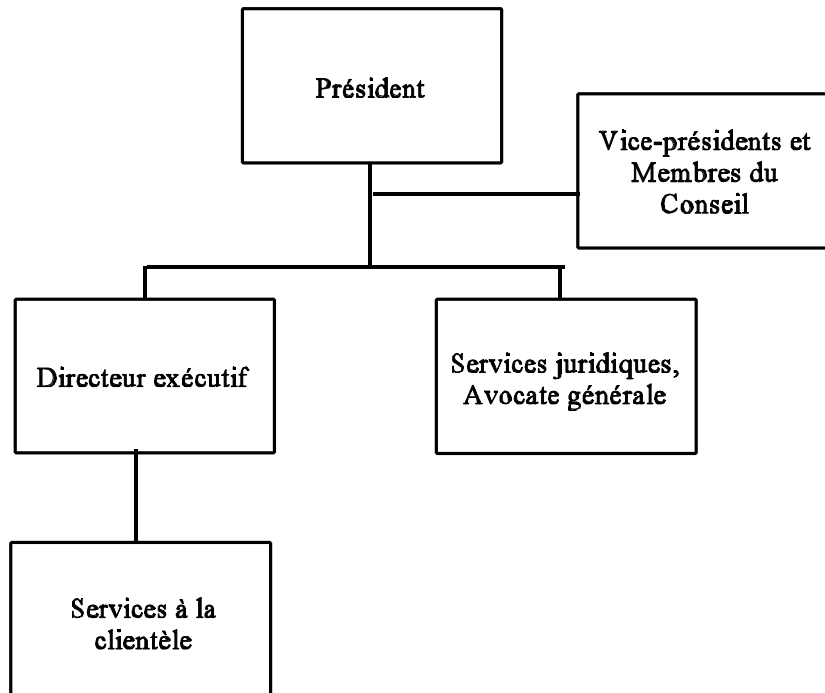 Président
Vice-présidents et
Membres du
Conseil
Directeur exécutif
Services juridiques,
Avocate générale
Services à la
clientèle